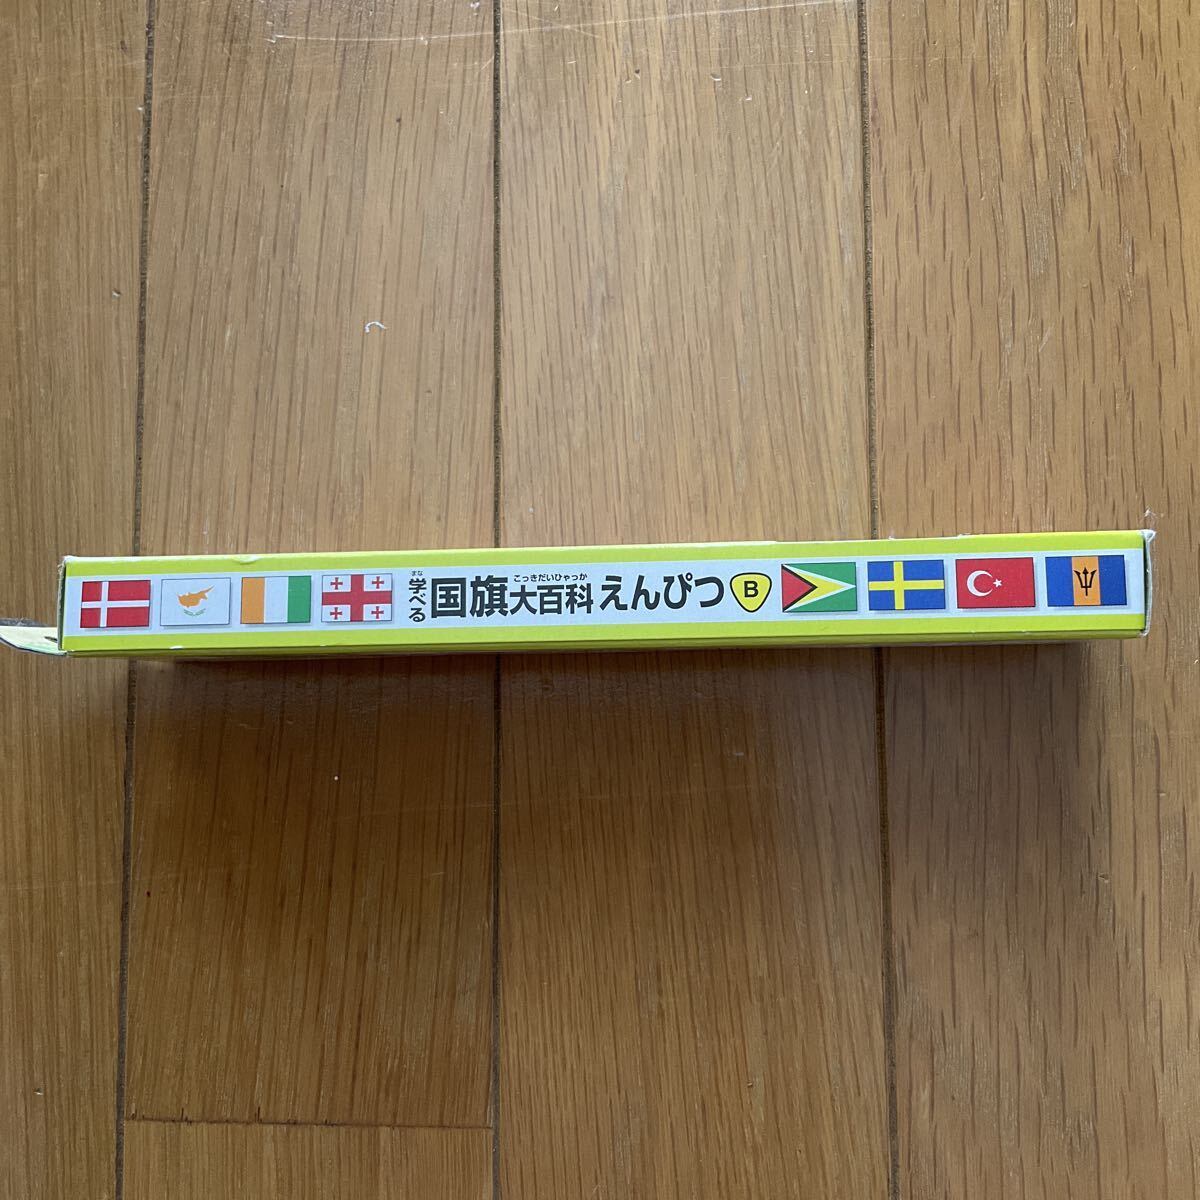 まな
学べる
こっきだいひゃっか
国旗大百科えんぴつ B